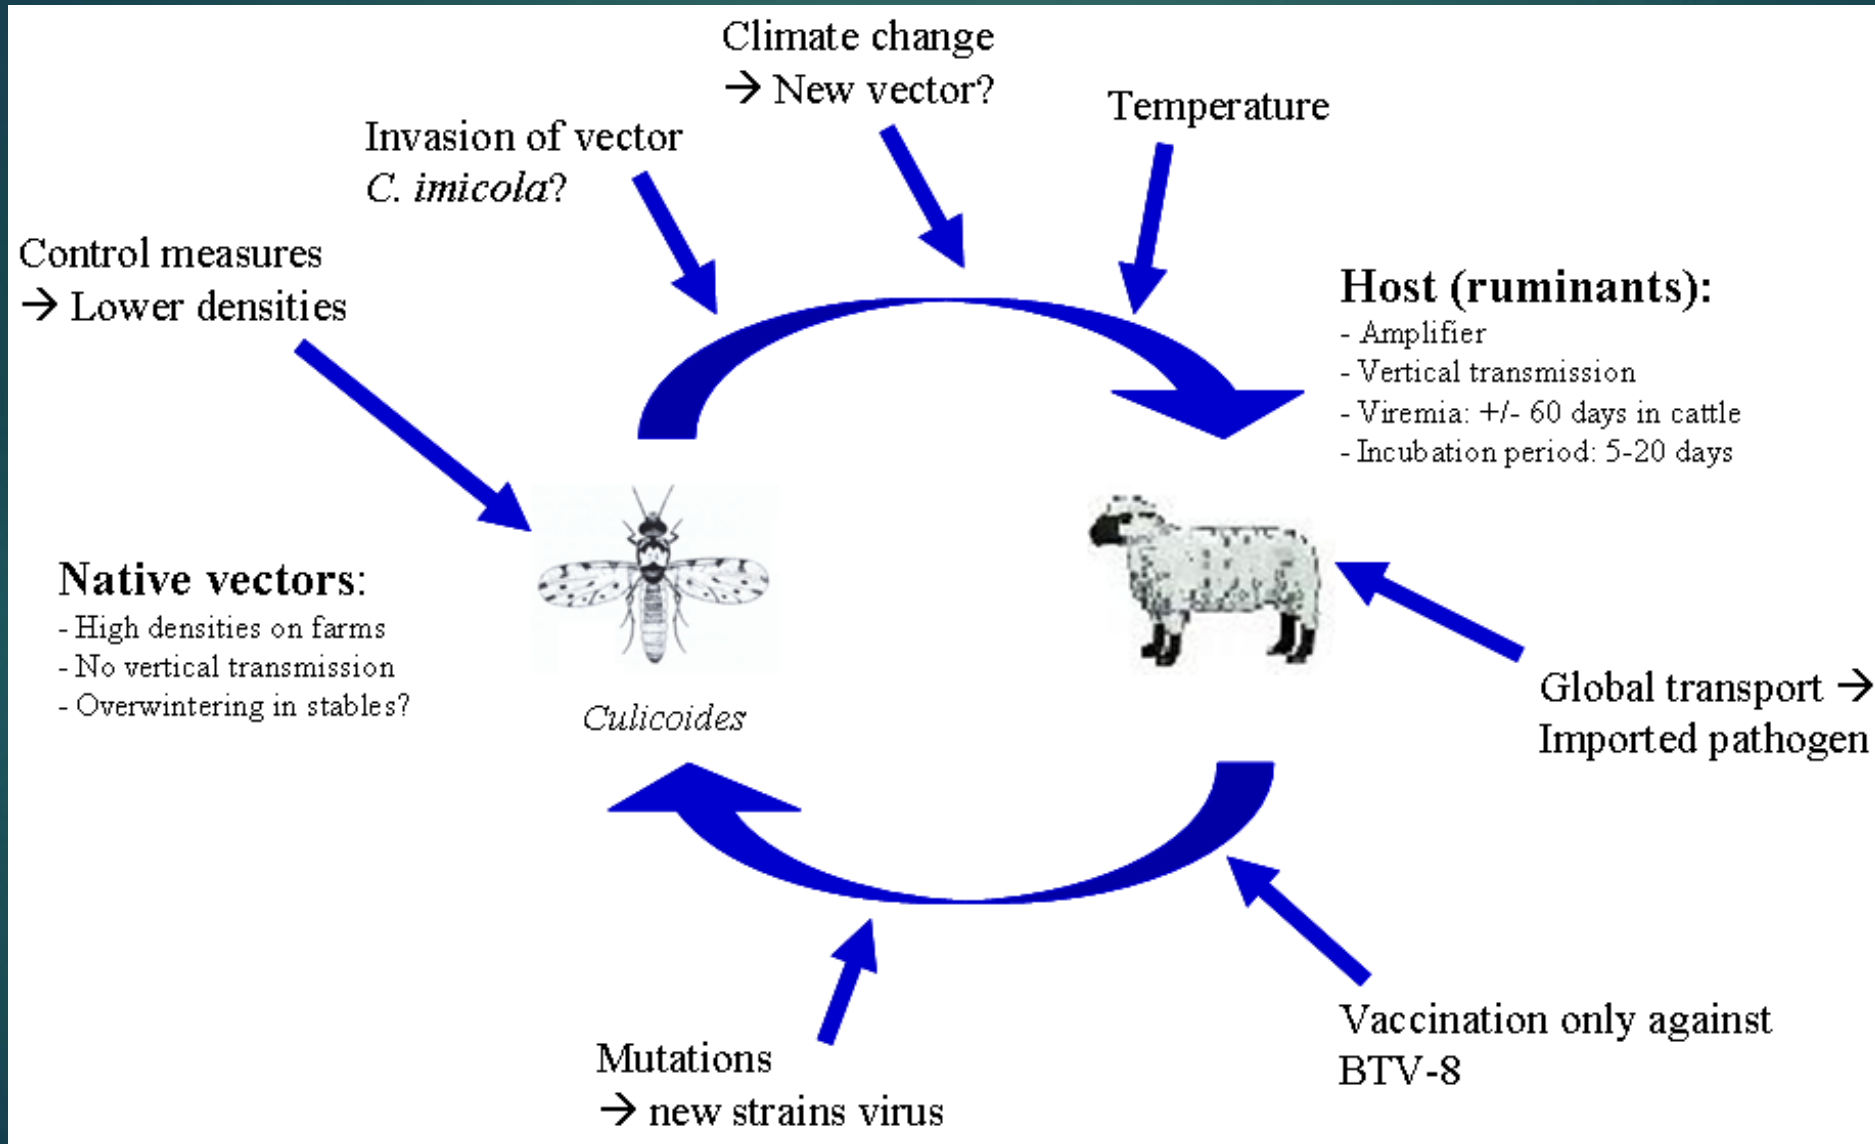 Climate change
→ New vector?
Temperature
Invasion of vector
C. imicola?
Control measures
→ Lower densities
Host (ruminants):
- Amplifier
- Vertical transmission
- Viremia: +/- 60 days in cattle
- Incubation period: 5-20 days
Native vectors:
- High densities on farms
- No vertical transmission
- Overwintering in stables?
Culicoides
Global transport →
Imported pathogen
Vaccination only against
BTV-8
Mutations
→ new strains virus